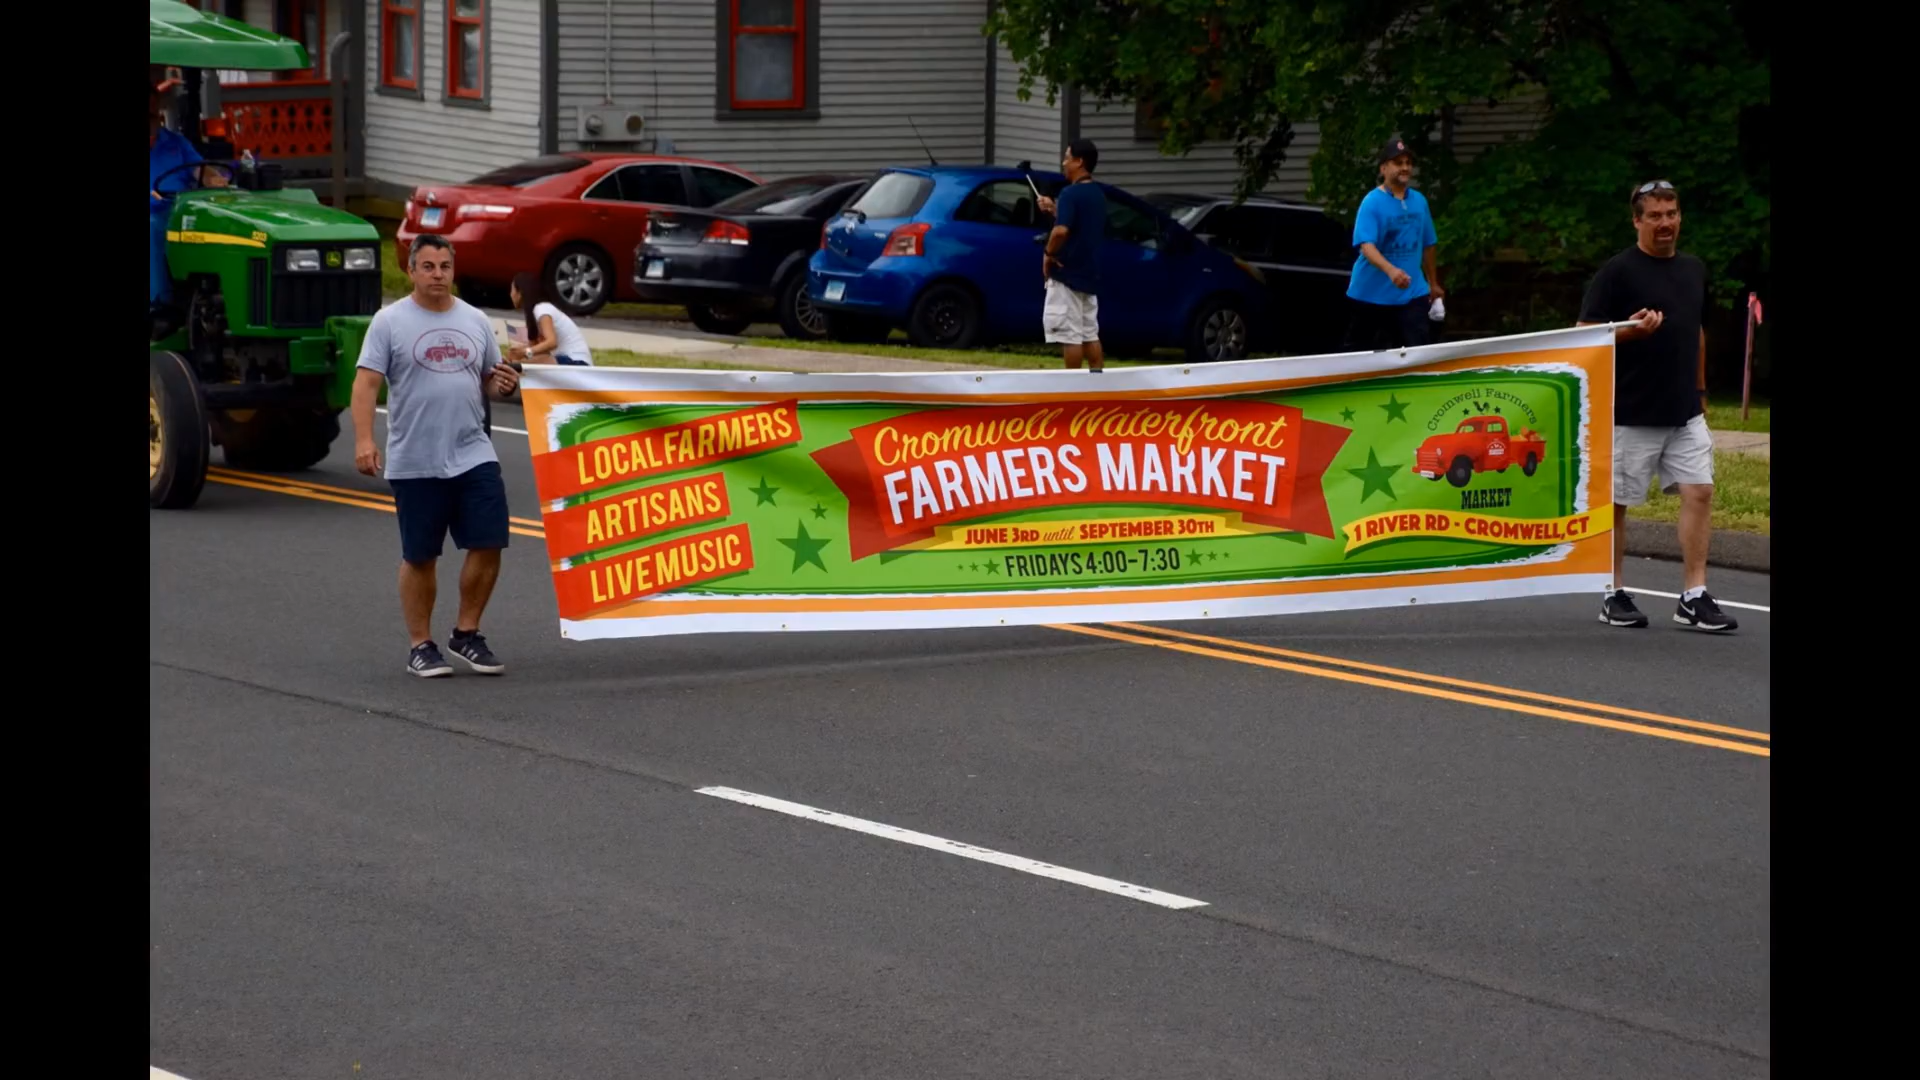 LOCAL FARMERS
ARTISANS
LIVE MUSIC
Cromwell Waterfront
FARMERS MARKET
JUNE 3RD until SEPTEMBER 30TH
FRIDAYS 4:00-7:30
Cromwell Farmers
MARKET
1 RIVER RD - CROMWELL, CT